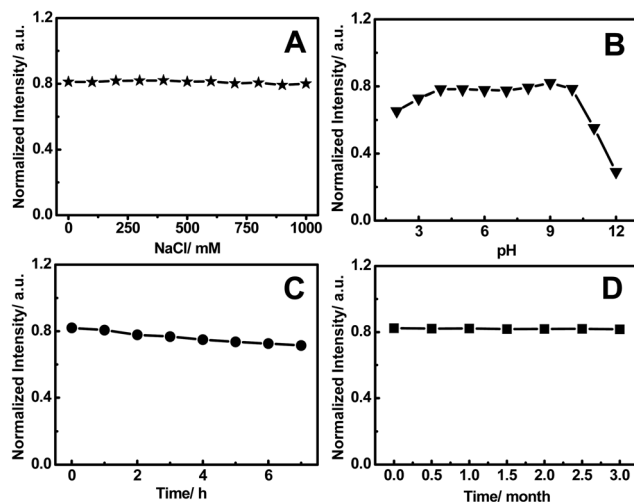 A
Normalized Intensity/ a.u.
1.2
0.8
0.4
0.0
0 250 500 750 1000
NaCl/ mM
B
Normalized Intensity/ a.u.
1.2
0.8
0.4
0.0
3 6 9 12
pH
C
Normalized Intensity/ a.u.
1.2
0.8
0.4
0.0
0 2 4 6
Time/ h
D
Normalized Intensity/ a.u.
1.2
0.8
0.4
0.0
0.0 0.5 1.0 1.5 2.0 2.5 3.0
Time/ month